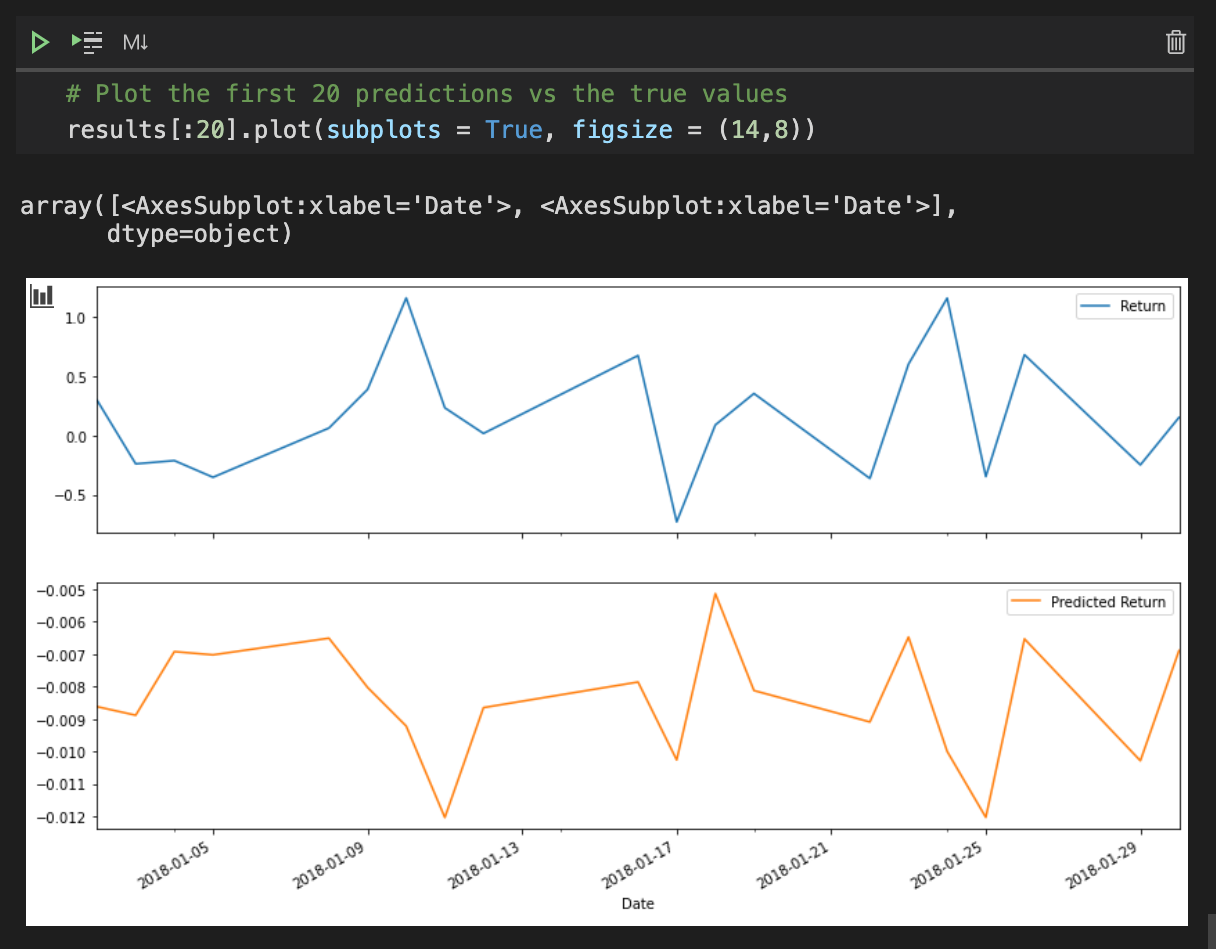 M↓
# Plot the first 20 predictions vs the true values
results[:20].plot(subplots = True, figsize = (14,8))
array([<AxesSubplot:xlabel='Date'>, <AxesSubplot:xlabel='Date'>],
dtype=object)
Return
1.0
0.5
0.0
−0.5
Predicted Return
−0.005
−0.006
−0.007
−0.008
−0.009
−0.010
−0.011
−0.012
2018-01-05
2018-01-09
2018-01-13
2018-01-17
2018-01-21
2018-01-25
2018-01-29
Date